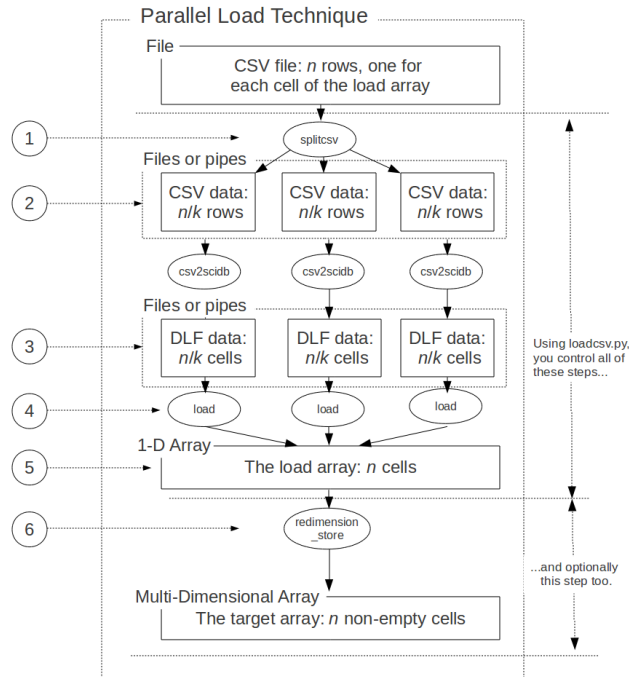 Parallel Load Technique
File
CSV file: n rows, one for
each cell of the load array
1
splitcsv
Files or pipes
2
CSV data:
n/k rows
CSV data:
n/k rows
CSV data:
n/k rows
csv2scidb
csv2scidb
csv2scidb
Files or pipes
3
DLF data:
n/k cells
DLF data:
n/k cells
DLF data:
n/k cells
Using loadcsv.py,
you control all of
these steps...
4
load
load
load
1-D Array
5
The load array: n cells
6
redimension
_store
...and optionally
this step too.
Multi-Dimensional Array
The target array: n non-empty cells